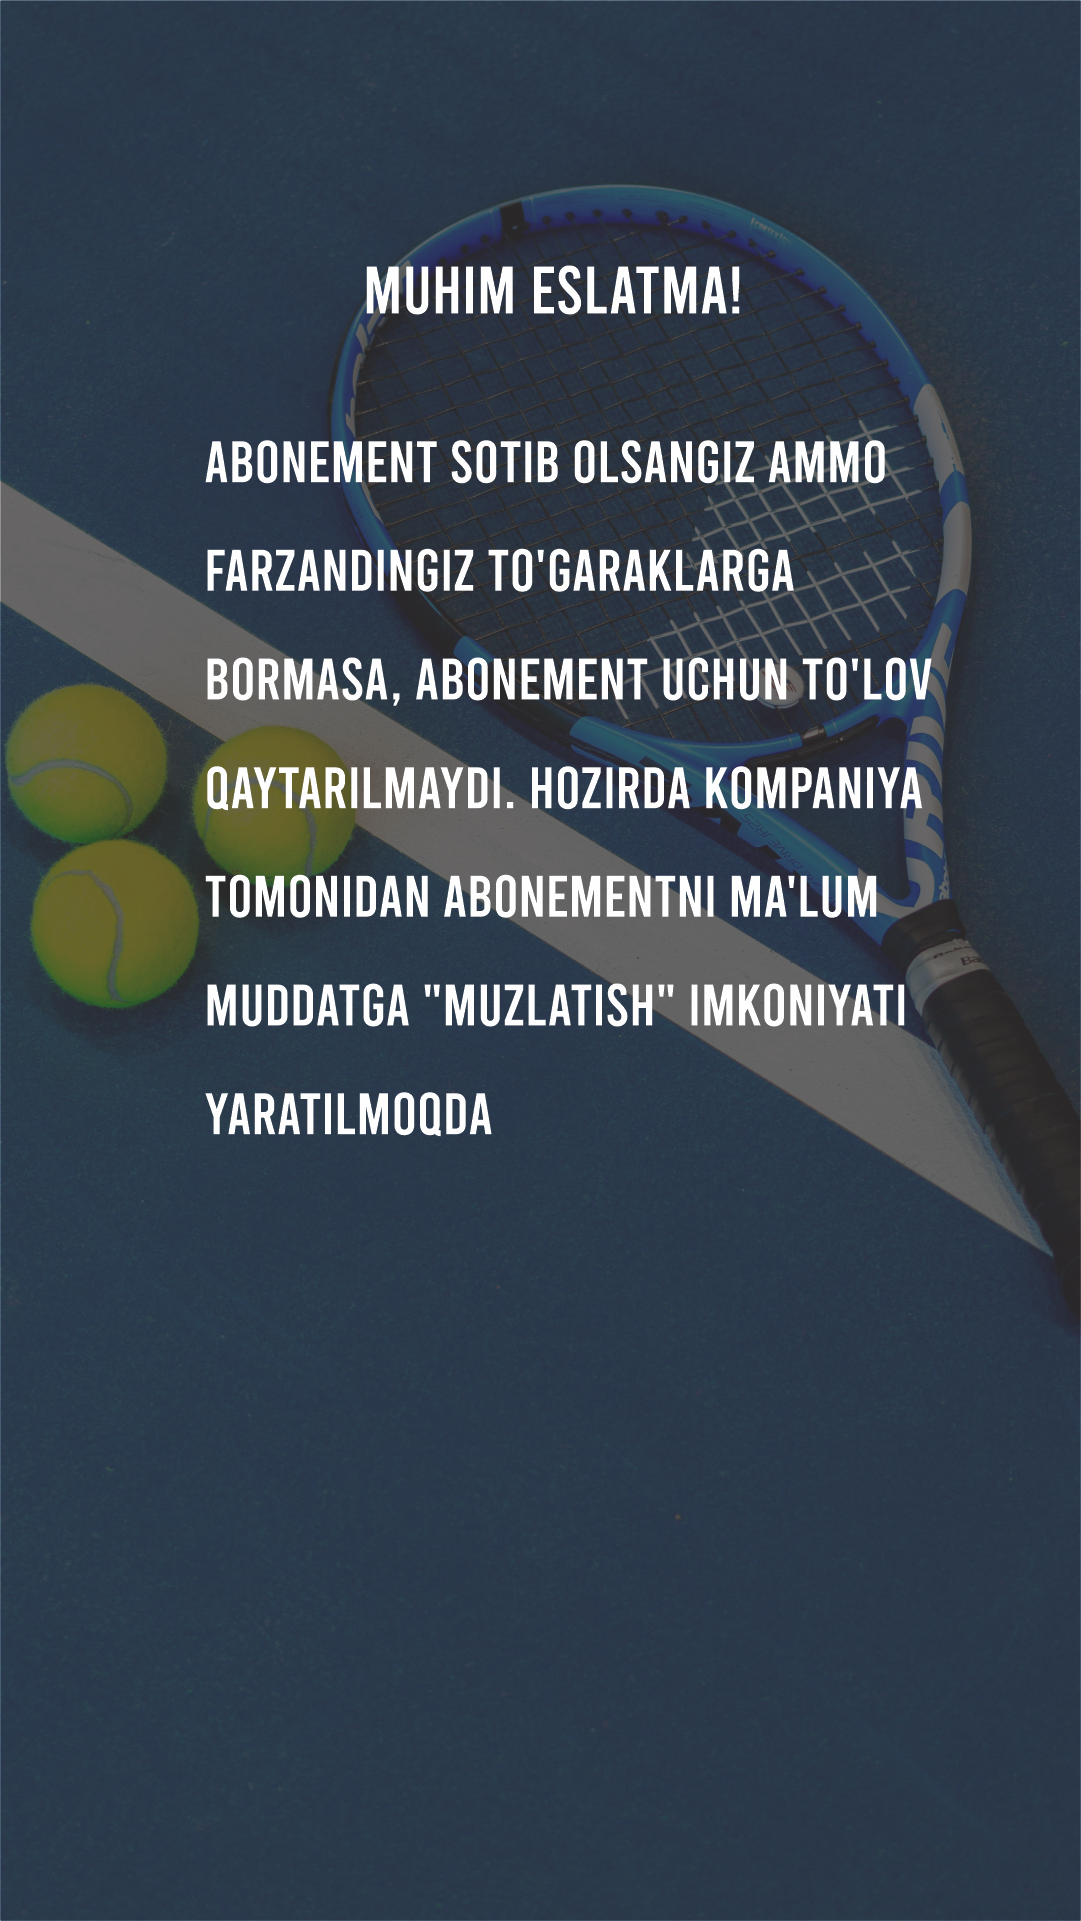 MUHIM ESLATMA!
ABONEMENT SOTIB OLSANGIZ AMMO
FARZANDINGIZ TO'GARAKLARGA
BORMASA, ABONEMENT UCHUN TO'LOV
QAYTARILMAYDI. HOZIRDA KOMPANIYA
TOMONIDAN ABONEMENTNI MA'LUM
MUDDATGA "MUZLATISH" IMKONIYATI
YARATILMOQDA